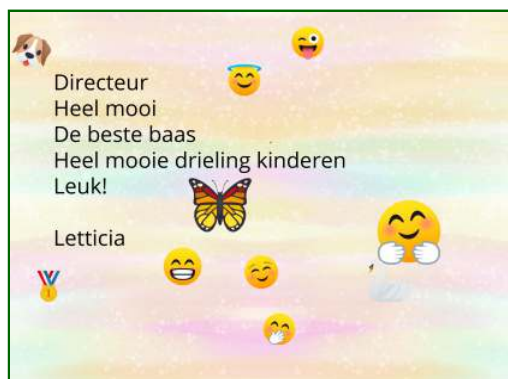 Directeur
Heel mooi
De beste baas
Heel mooie drieling kinderen
Leuk!
Letticia